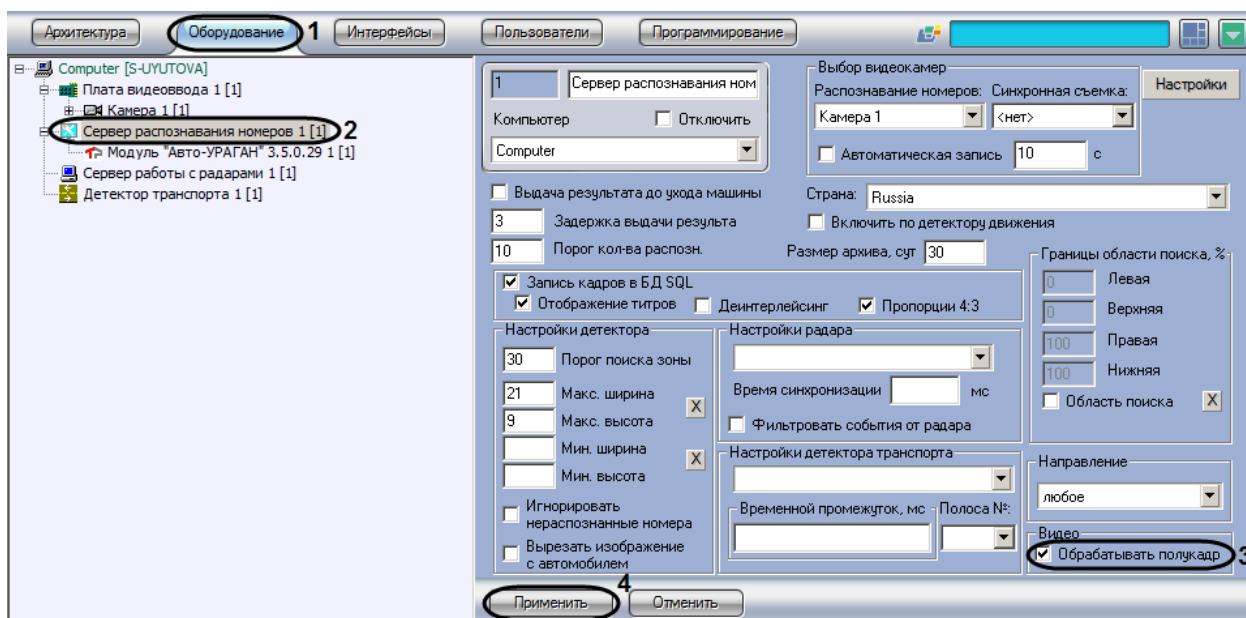 Архитектура Оборудование 1 Интерфейсы Пользователи Программирование
Computer [S-UYUTOVA]
Плата видеоввода 1 [1]
Камера 1 [1]
Сервер распознавания номеров 1 [1] 2
Модуль "Авто-УРАГАН" 3.5.0.29 1 [1]
Сервер работы с радарами 1 [1]
Детектор транспорта 1 [1]
1 Сервер распознавания ном
Компьютер Отключить
Computer
Выбор видеокамер
Распознавание номеров: Синхронная съемка:
Камера 1 <нет>
Автоматическая запись 10 с
Настройки
Выдача результата до ухода машины
3 Задержка выдачи результа
10 Порог кол-ва распозн.
Страна: Russia
Включить по детектору движения
Размер архива, сут 30
Запись кадров в БД SQL
Отображение титров Деинтерлейсинг Пропорции 4:3
Границы области поиска, %
0 Левая
0 Верхняя
100 Правая
100 Нижняя
Область поиска X
Настройки детектора
30 Порог поиска зоны
21 Макс. ширина
X
9 Макс. высота
Мин. ширина
X
Мин. высота
Игнорировать
нераспознанные номера
Вырезать изображение
с автомобилем
Настройки радара
Время синхронизации мс
Фильтровать события от радара
Настройки детектора транспорта
Временной промежуток, мс Полоса №:
Направление
любое
Видео
Обрабатывать полукадр 3
Применить 4 Отменить